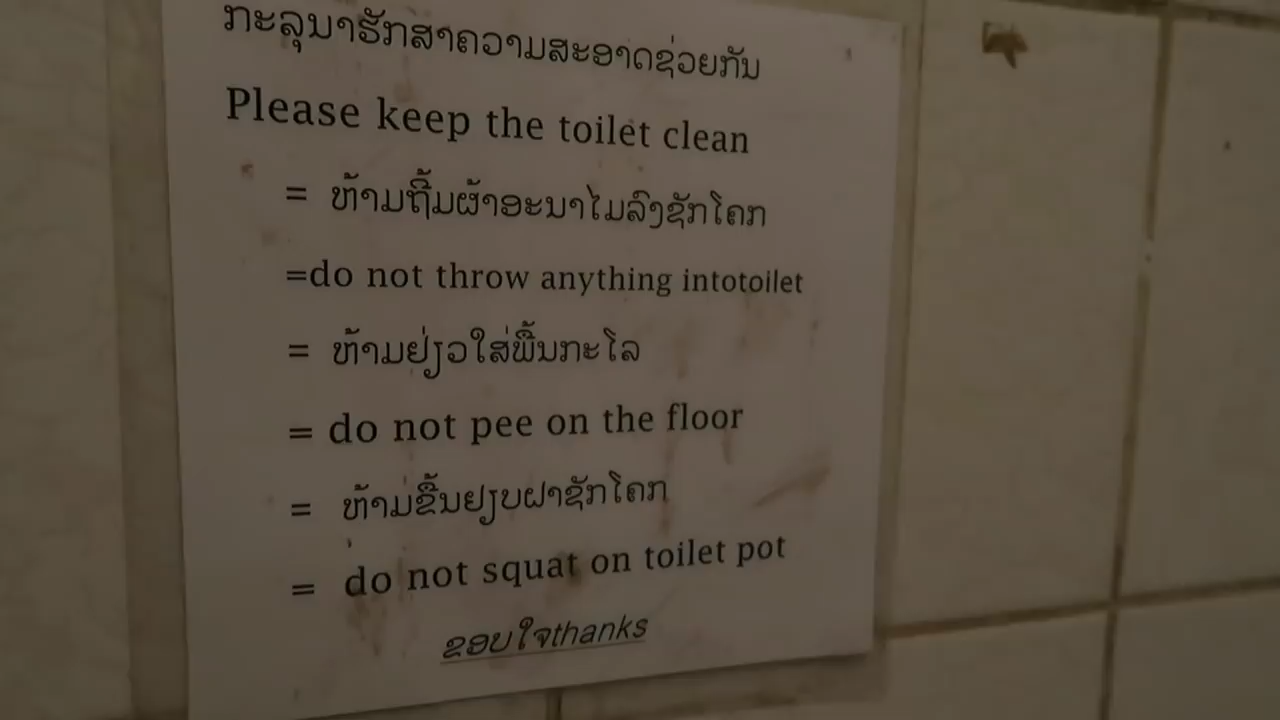 ກະລຸນາຮັກສາຄວາມສະອາດຊ່ວຍກັນ
Please keep the toilet clean
= ຫ້າມຖິ້ມຜ້າອະນາໄມລົງຊັກໂຄກ
=do not throw anything intotoilet
= ຫ້າມຢ່ຽວໃສ່ພື້ນກະໂລ
= do not pee on the floor
= ຫ້າມຂຶ້ນຢຽບຝາຊັກໂຄກ
= do not squat on toilet pot
ຂອບໃຈthanks